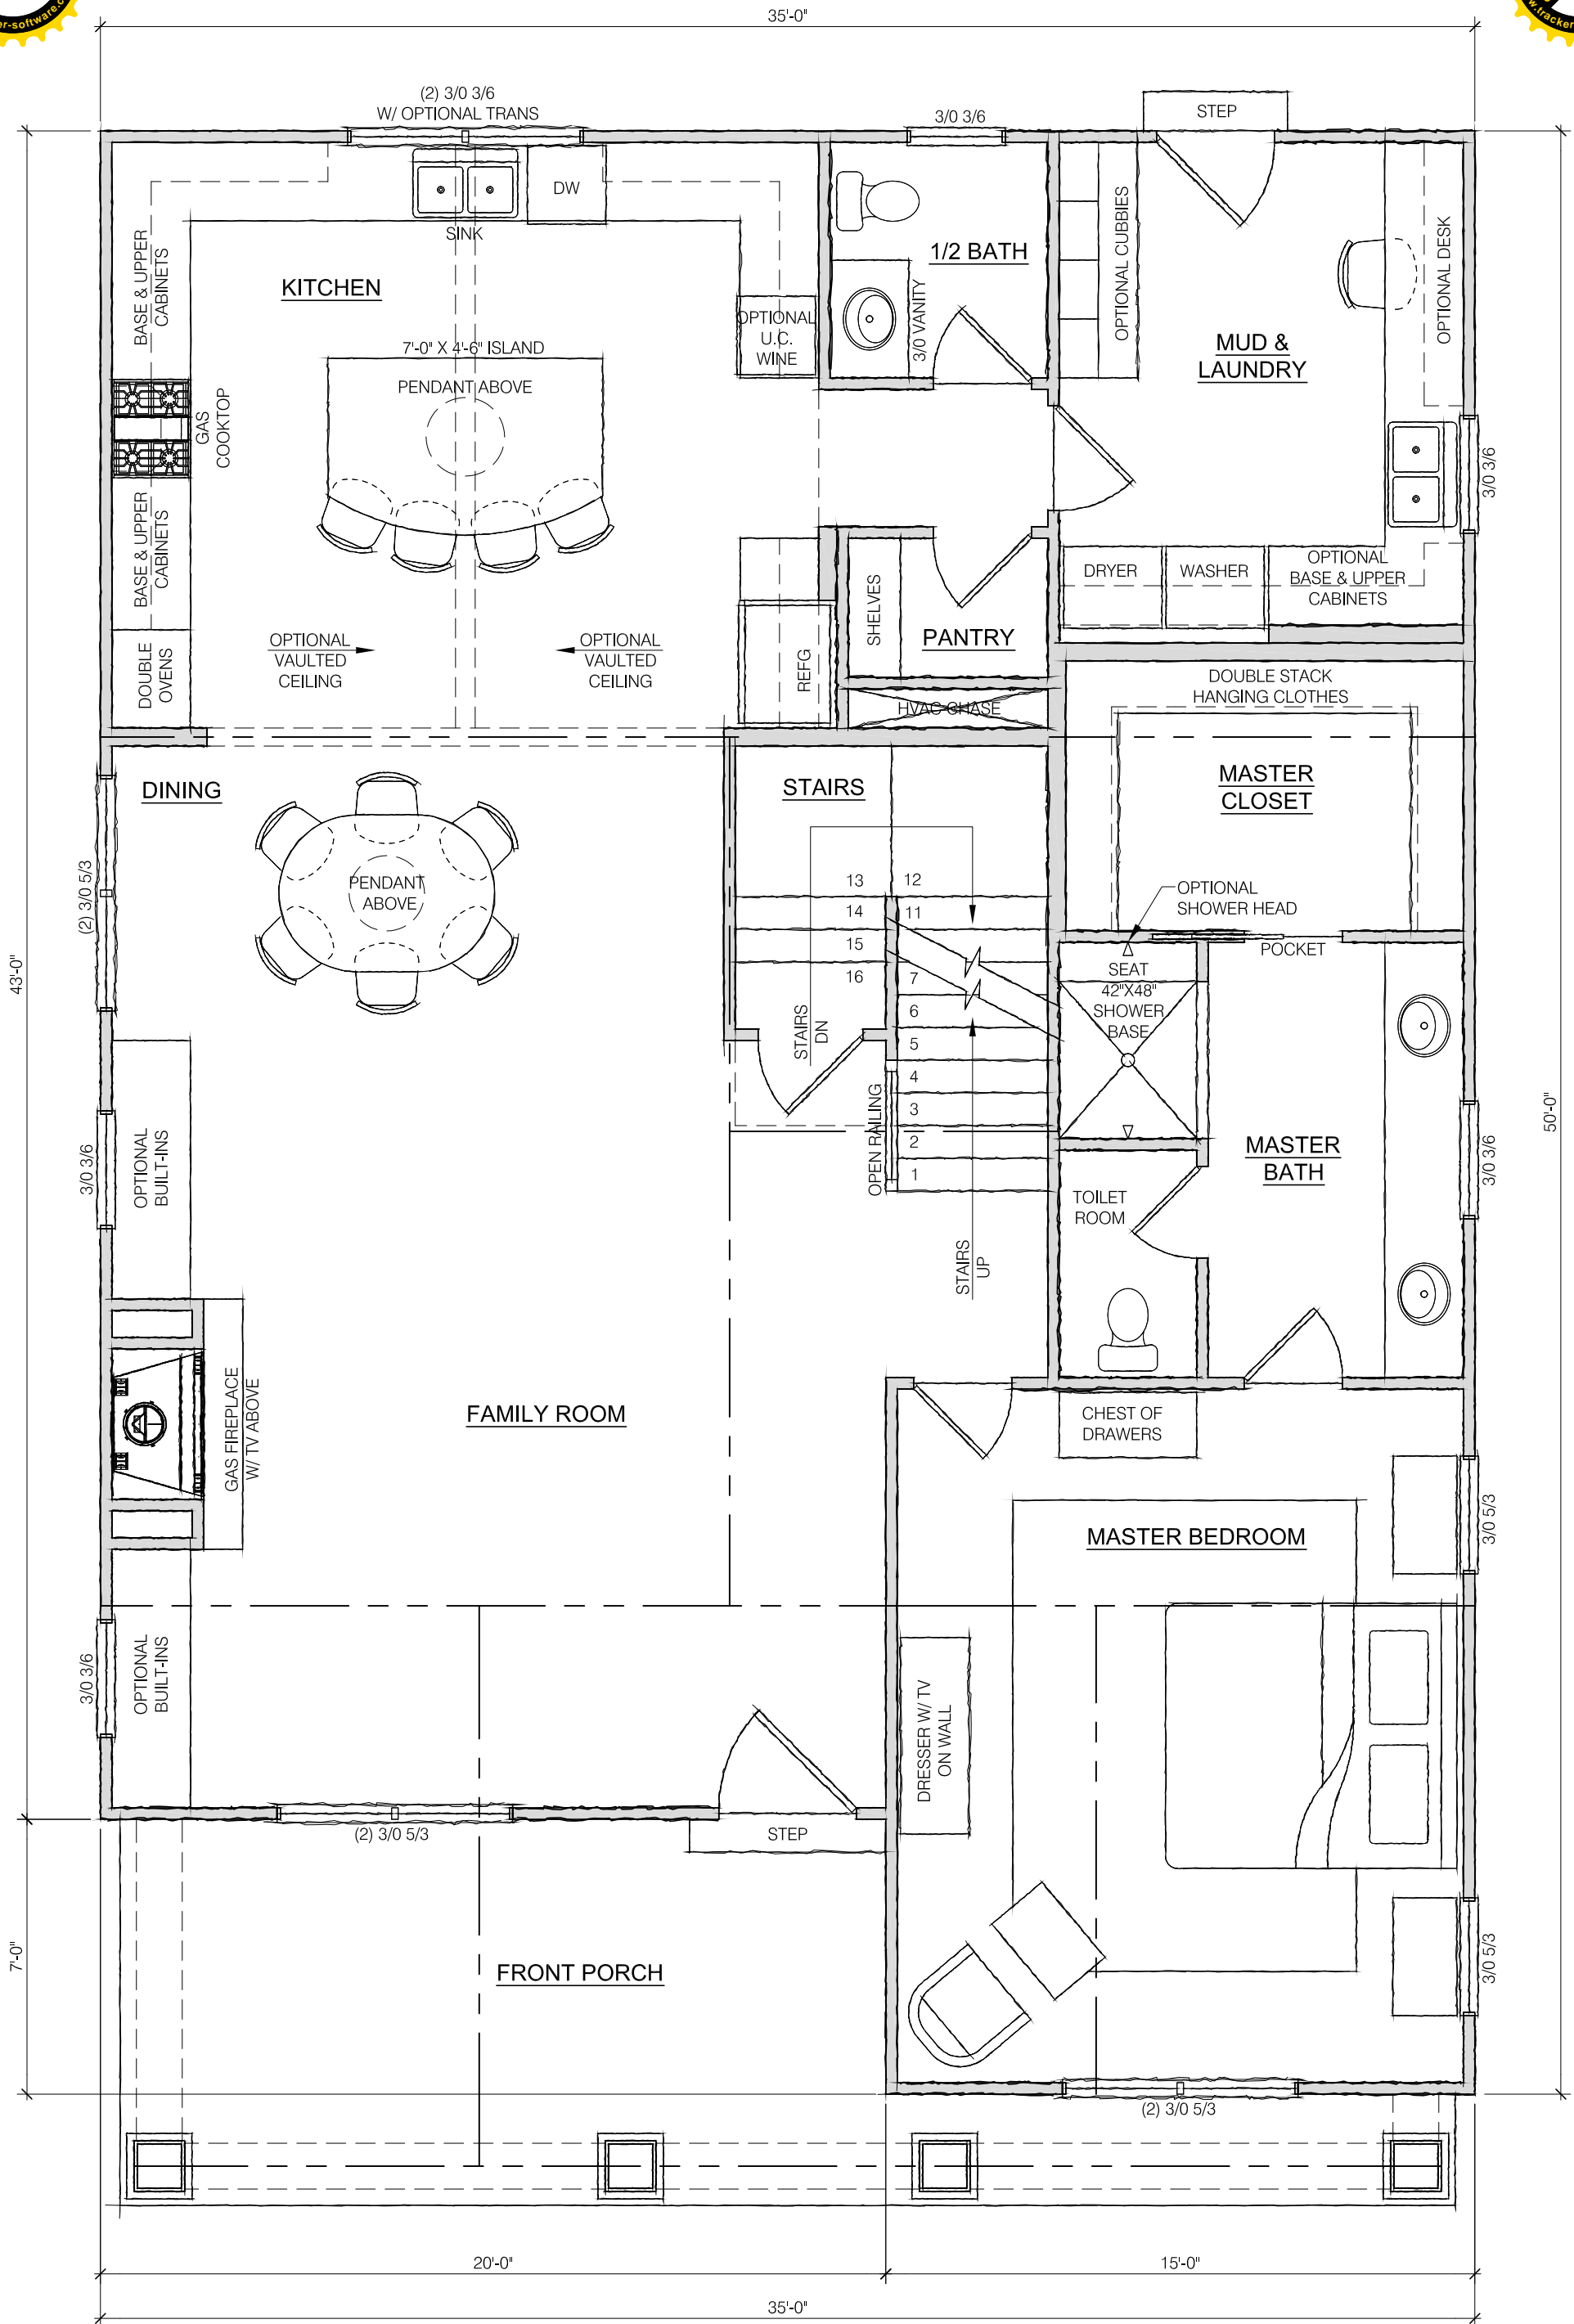 er-software.c
w.tracker
35'-0"
(2) 3/0 3/6
W/ OPTIONAL TRANS
3/0 3/6
STEP
SINK
DW
KITCHEN
BASE & UPPER
CABINETS
1/2 BATH
3/0 VANITY
OPTIONAL CUBBIES
OPTIONAL DESK
OPTIONAL
U.C.
WINE
7'-0" X 4'-6" ISLAND
PENDANT ABOVE
MUD &
LAUNDRY
GAS
COOKTOP
3/0 3/6
BASE & UPPER
CABINETS
DRYER
WASHER
OPTIONAL
BASE & UPPER
CABINETS
SHELVES
PANTRY
DOUBLE
OVENS
OPTIONAL
VAULTED
CEILING
OPTIONAL
VAULTED
CEILING
REFG
HVAC CHASE
DOUBLE STACK
HANGING CLOTHES
DINING
STAIRS
MASTER
CLOSET
PENDANT
ABOVE
(2) 3/0 5/3
43'-0"
13
12
14
11
15
16
7
6
5
4
3
2
1
STAIRS
DN
OPTIONAL
SHOWER HEAD
POCKET
SEAT
42"X48"
SHOWER
BASE
OPEN RAILING
STAIRS
UP
MASTER
BATH
TOILET
ROOM
3/0 3/6
50'-0"
3/0 3/6
OPTIONAL
BUILT-INS
GAS FIREPLACE
W/ TV ABOVE
FAMILY ROOM
CHEST OF
DRAWERS
MASTER BEDROOM
3/0 5/3
3/0 3/6
OPTIONAL
BUILT-INS
DRESSER W/ TV
ON WALL
(2) 3/0 5/3
STEP
7'-0"
FRONT PORCH
3/0 5/3
(2) 3/0 5/3
20'-0"
15'-0"
35'-0"